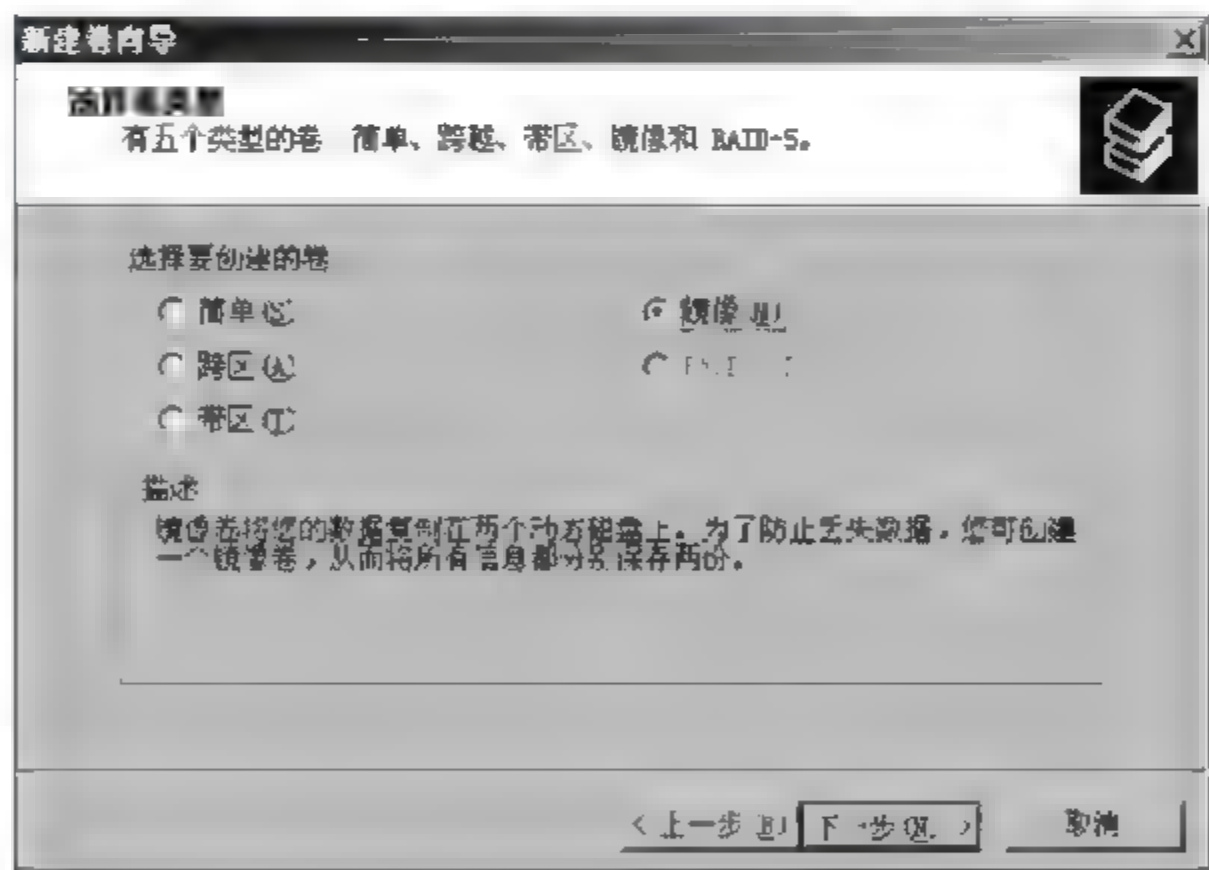 新建卷向导
选择卷类型
有五个类型的卷 简单、跨越、带区、镜像和 RAID-5。
选择要创建的卷
简单(S)
镜像(M)
跨区(A)
带区(T)
描述
镜像卷将您的数据复制在两个动态磁盘上。为了防止丢失数据，您可创建
一个镜像卷，从而将所有信息都分别保存两份。
< 上一步(B) 下一步(N) > 取消